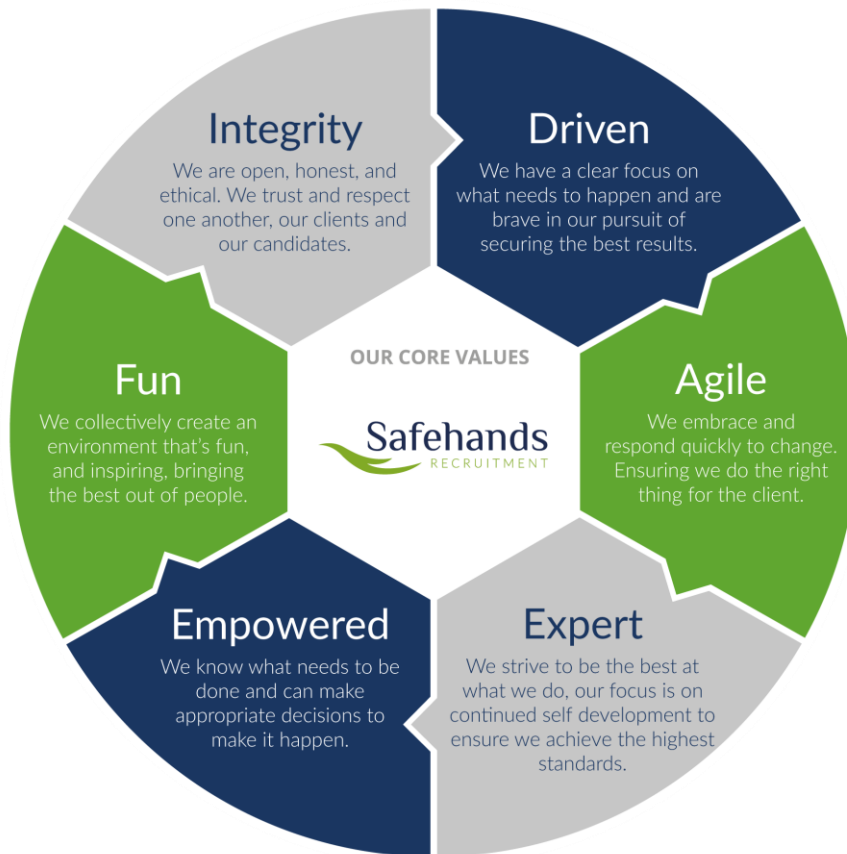 Integrity
We are open, honest, and
ethical. We trust and respect
one another, our clients and
our candidates.
Driven
We have a clear focus on
what needs to happen and are
brave in our pursuit of
securing the best results.
Fun
We collectively create an
environment that's fun,
and inspiring, bringing
the best out of people.
OUR CORE VALUES
Safehands
RECRUITMENT
Agile
We embrace and
respond quickly to change.
Ensuring we do the right
thing for the client.
Empowered
We know what needs to be
done and can make
appropriate decisions to
make it happen.
Expert
We strive to be the best at
what we do, our focus is on
continued self development to
ensure we achieve the highest
standards.